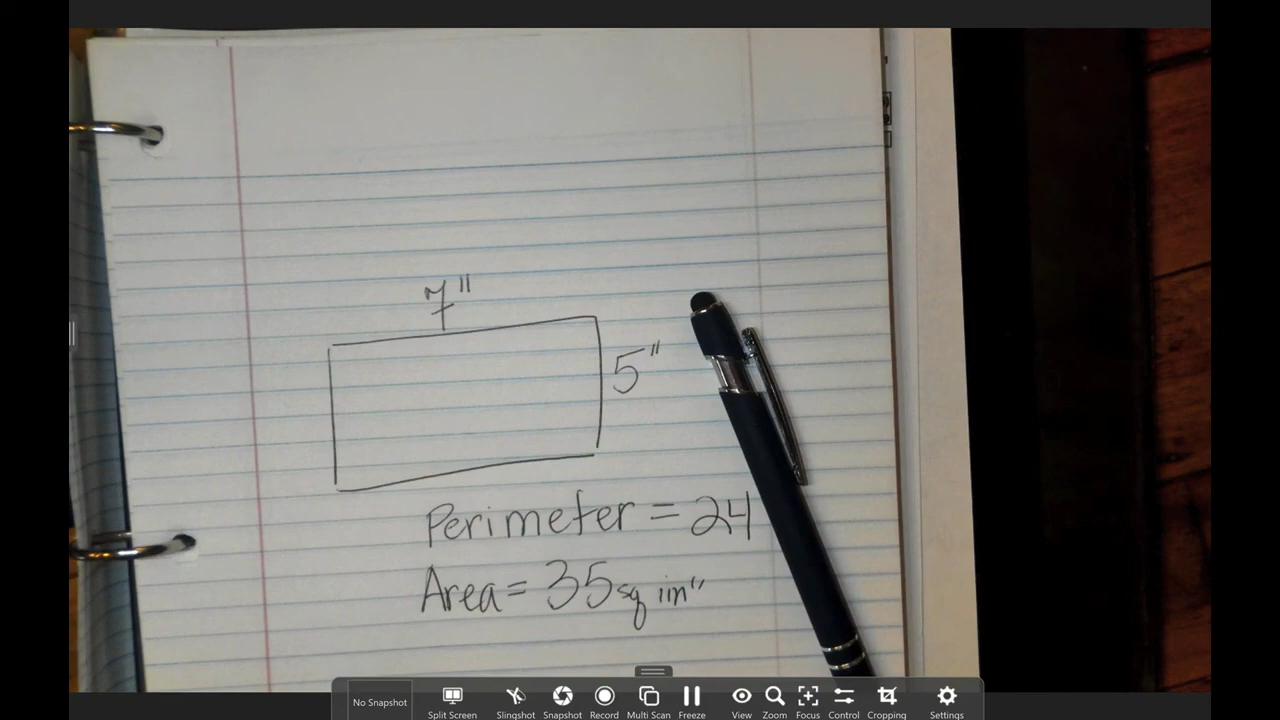 7"
5"
Perimeter = 24
Area = 35 sq iin"
No Snapshot
Split Screen
Slingshot
Snapshot
Record
Multi Scan
Freeze
View
Zoom
Focus
Control
Cropping
Settings